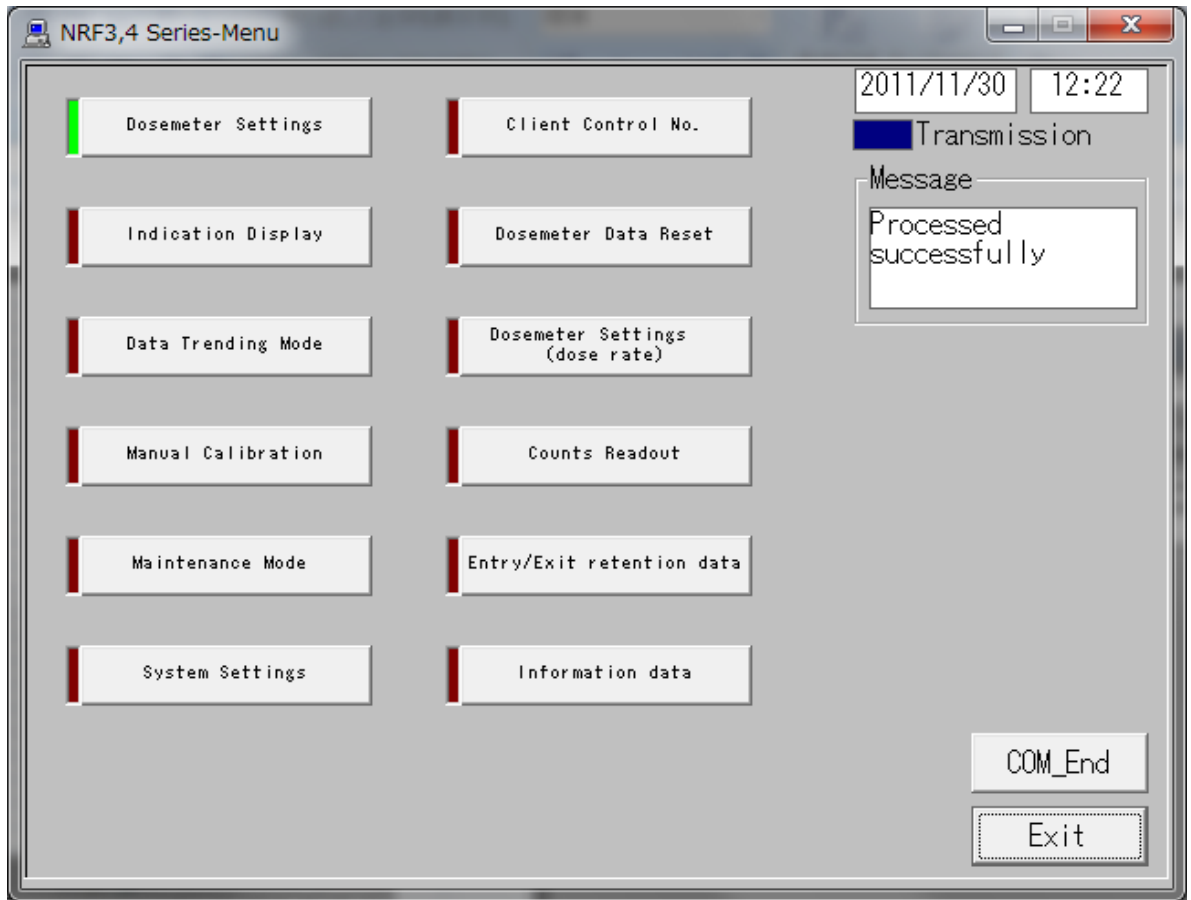 NRF3,4 Series-Menu
2011/11/30 12:22
Transmission
Message
Processed
successfully
Dosemeter Settings
Client Control No.
Indication Display
Dosemeter Data Reset
Data Trending Mode
Dosemeter Settings
(dose rate)
Manual Calibration
Counts Readout
Maintenance Mode
Entry/Exit retention data
System Settings
Information data
COM_End
Exit